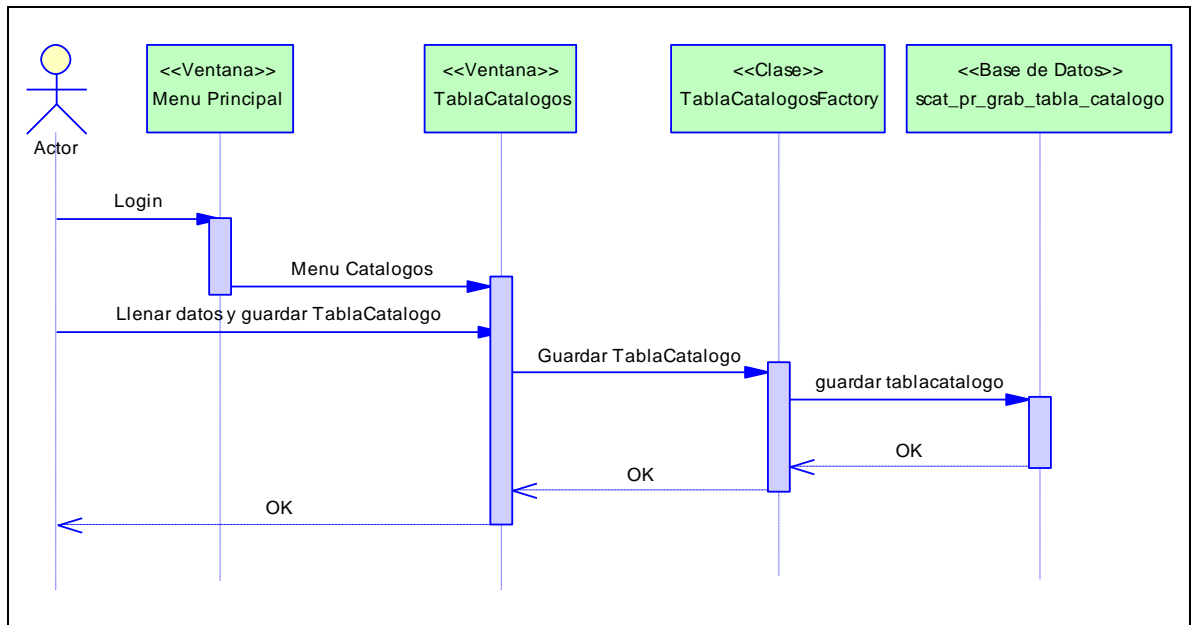 <<Ventana>>
Menu Principal
<<Ventana>>
TablaCatalogos
<<Clase>>
TablaCatalogosFactory
<<Base de Datos>>
scat_pr_grab_tabla_catalogo
Actor
Login
Menu Catalogos
Llenar datos y guardar TablaCatalogo
Guardar TablaCatalogo
guardar tablacatalogo
OK
OK
OK